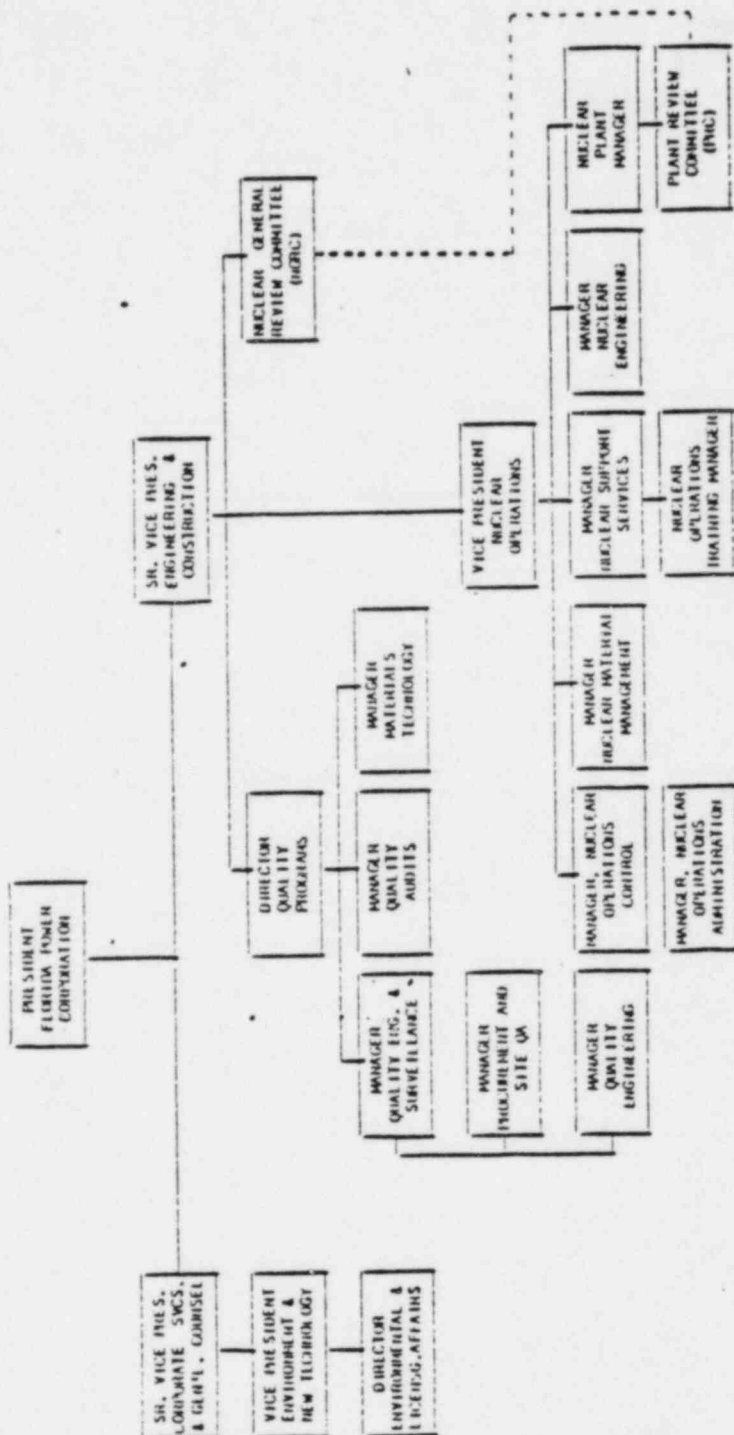 PRESIDENT
FLORIDA POWER
CORPORATION
SR. VICE PRES.
CORPORATE SVCS.
& GEN'L. COUNSEL
SR. VICE PRES.
ENGINEERING &
CONSTRUCTION
VICE PRESIDENT
ENVIRONMENT &
NEW TECHNOLOGY
DIRECTOR
QUALITY
PROGRAMS
NUCLEAR GENERAL
REVIEW COMMITTEE
(NGRC)
DIRECTOR
ENVIRONMENTAL &
LICENSG. AFFAIRS
MANAGER
QUALITY ENG. &
SURVEILLANCE
MANAGER
QUALITY
AUDITS
MANAGER
MATERIALS
TECHNOLOGY
MANAGER
PROCUREMENT AND
SITE QA
VICE PRESIDENT
NUCLEAR
OPERATIONS
MANAGER
QUALITY
ENGINEERING
MANAGER, NUCLEAR
OPERATIONS
CONTROL
MANAGER
NUCLEAR MATERIAL
MANAGEMENT
MANAGER
NUCLEAR SUPPORT
SERVICES
MANAGER
NUCLEAR
ENGINEERING
NUCLEAR
PLANT
MANAGER
MANAGER, NUCLEAR
OPERATIONS
ADMINISTRATION
NUCLEAR
OPERATIONS
TRAINING MANAGER
PLANT REVIEW
COMMITTEE
(PRC)